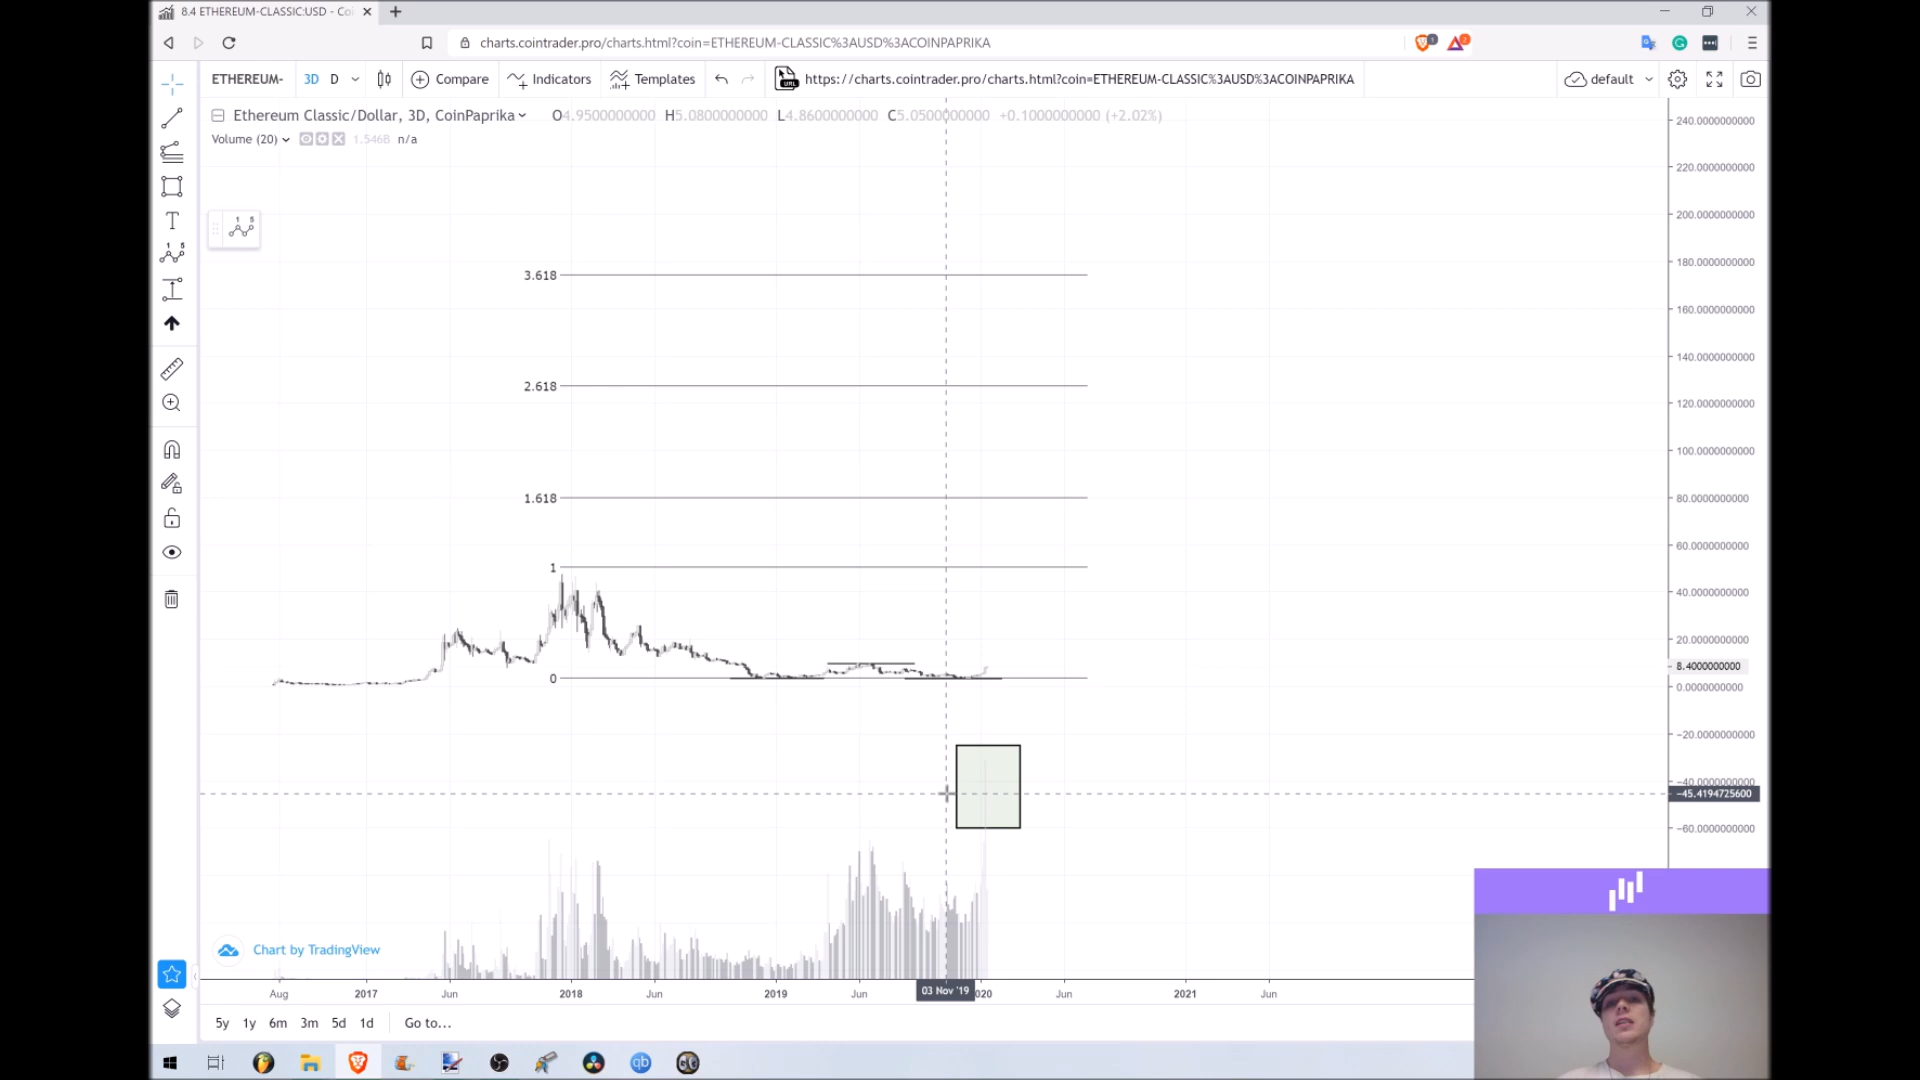 8.4 ETHEREUM-CLASSIC:USD - Coi
charts.cointrader.pro/charts.html?coin=ETHEREUM-CLASSIC%3AUSD%3ACOINPAPRIKA
ETHEREUM- 3D D Compare Indicators Templates URL https://charts.cointrader.pro/charts.html?coin=ETHEREUM-CLASSIC%3AUSD%3ACOINPAPRIKA default
Ethereum Classic/Dollar, 3D, CoinPaprika O4.9500000000 H5.0800000000 L4.8600000000 C5.0500000000 +0.1000000000 (+2.02%)
Volume (20) 1.546B n/a
240.0000000000
220.0000000000
200.0000000000
180.0000000000
160.0000000000
140.0000000000
120.0000000000
100.0000000000
80.0000000000
60.0000000000
40.0000000000
20.0000000000
8.4000000000
0.0000000000
−20.0000000000
−40.0000000000
−45.4194725600
−60.0000000000
3.618
2.618
1.618
1
0
Chart by TradingView
Aug 2017 Jun 2018 Jun 2019 Jun 03 Nov '19 020 Jun 2021 Jun
5y 1y 6m 3m 5d 1d Go to...
qb